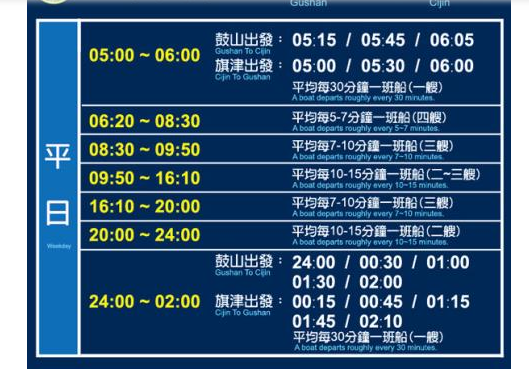 Gushan Cijin
平日
Weekday
05:00 ~ 06:00
鼓山出發： 05:15 / 05:45 / 06:05
Gushan To Cijin
旗津出發： 05:00 / 05:30 / 06:00
Cijin To Gushan
平均每30分鐘一班船(一艘)
A boat departs roughly every 30 minutes.
06:20 ~ 08:30
平均每5-7分鐘一班船(四艘)
A boat departs roughly every 5~7 minutes.
08:30 ~ 09:50
平均每7-10分鐘一班船(三艘)
A boat departs roughly every 7~10 minutes.
09:50 ~ 16:10
平均每10-15分鐘一班船(二~三艘)
A boat departs roughly every 10~15 minutes.
16:10 ~ 20:00
平均每7-10分鐘一班船(三艘)
A boat departs roughly every 7~10 minutes.
20:00 ~ 24:00
平均每10-15分鐘一班船(二艘)
A boat departs roughly every 10~15 minutes.
24:00 ~ 02:00
鼓山出發： 24:00 / 00:30 / 01:00
Gushan To Cijin
01:30 / 02:00
旗津出發： 00:15 / 00:45 / 01:15
Cijin To Gushan
01:45 / 02:10
平均每30分鐘一班船(一艘)
A boat departs roughly every 30 minutes.